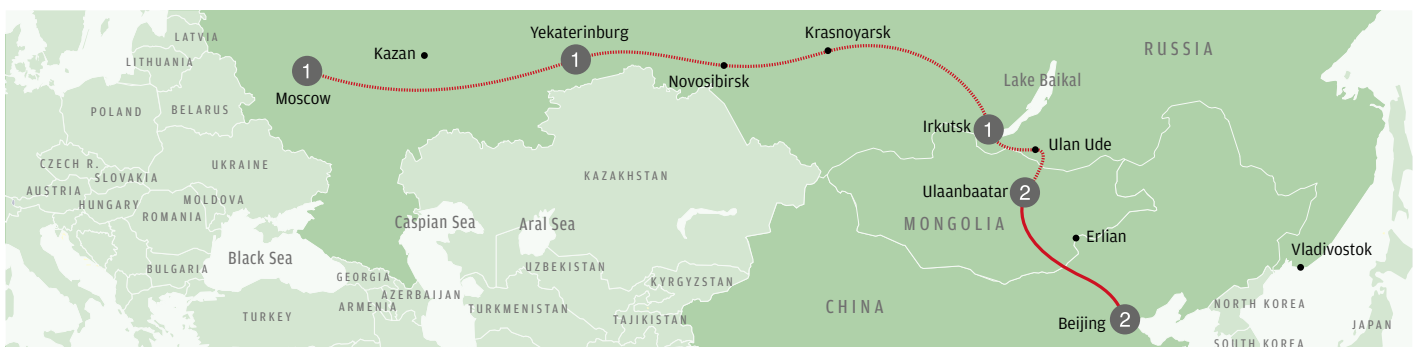 LATVIA
LITHUANIA
Kazan
Yekaterinburg
1
Krasnoyarsk
RUSSIA
1
Moscow
Novosibirsk
Lake Baikal
POLAND
BELARUS
Irkutsk
1
Ulan Ude
CZECH R.
SLOVAKIA
UKRAINE
KAZAKHSTAN
AUSTRIA
HUNGARY
MOLDOVA
ROMANIA
Ulaanbaatar
2
MONGOLIA
Caspian Sea
Aral Sea
Erlian
Vladivostok
Black Sea
BULGARIA
GEORGIA
UZBEKISTAN
KYRGYZSTAN
AZERBAIJAN
ARMENIA
TURKEY
TURKMENISTAN
TAJIKISTAN
CHINA
Beijing
2
NORTH KOREA
SOUTH KOREA
JAPAN